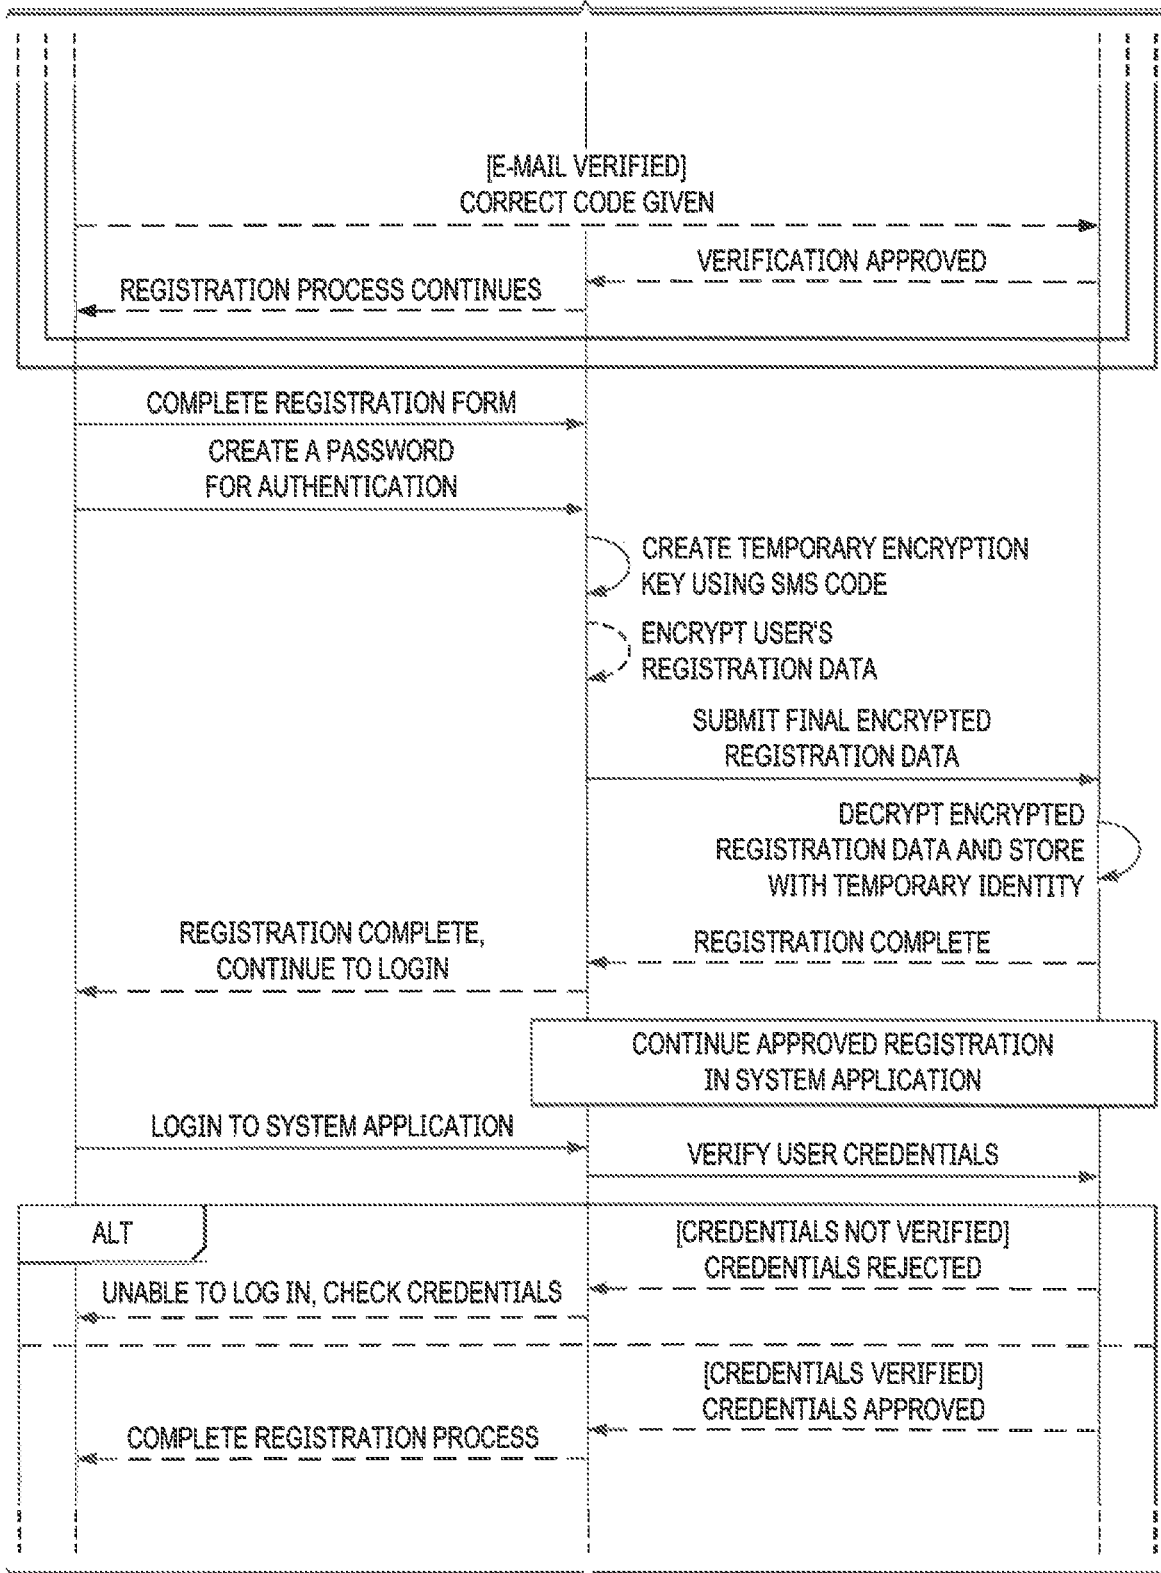 [E-MAIL VERIFIED]
CORRECT CODE GIVEN
VERIFICATION APPROVED
REGISTRATION PROCESS CONTINUES
COMPLETE REGISTRATION FORM
CREATE A PASSWORD
FOR AUTHENTICATION
CREATE TEMPORARY ENCRYPTION
KEY USING SMS CODE
ENCRYPT USER'S
REGISTRATION DATA
SUBMIT FINAL ENCRYPTED
REGISTRATION DATA
DECRYPT ENCRYPTED
REGISTRATION DATA AND STORE
WITH TEMPORARY IDENTITY
REGISTRATION COMPLETE
REGISTRATION COMPLETE,
CONTINUE TO LOGIN
CONTINUE APPROVED REGISTRATION
IN SYSTEM APPLICATION
LOGIN TO SYSTEM APPLICATION
VERIFY USER CREDENTIALS
ALT
[CREDENTIALS NOT VERIFIED]
CREDENTIALS REJECTED
UNABLE TO LOG IN, CHECK CREDENTIALS
[CREDENTIALS VERIFIED]
CREDENTIALS APPROVED
COMPLETE REGISTRATION PROCESS